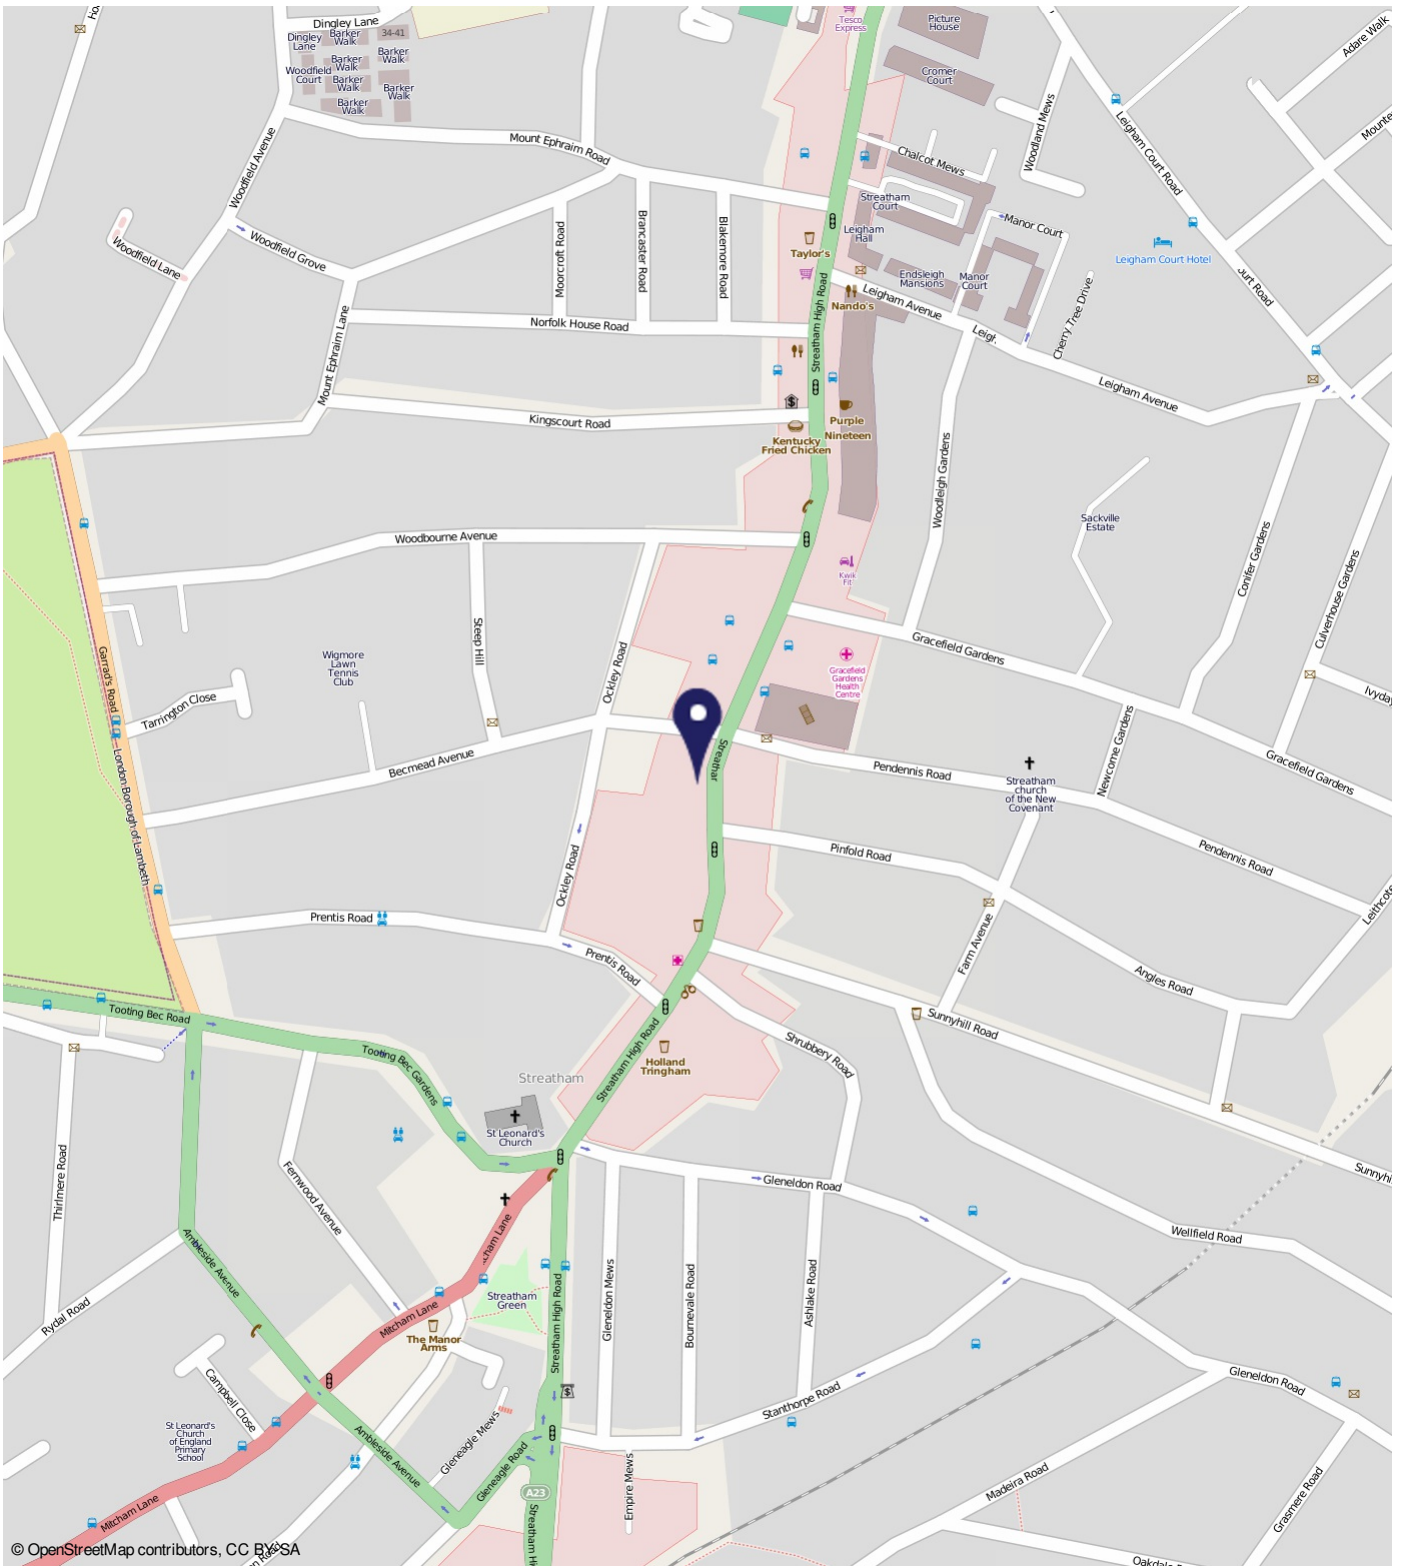 Dingley Lane
Tesco
Express
Picture
House
Adare Walk
Dingley
Lane
Barker
Walk
34-41
Barker
Walk
Barker
Walk
Woodfield
Court
Barker
Walk
Barker
Walk
Barker
Walk
Cromer
Court
Woodland Mews
Leigham Court Road
Mount Ephraim Road
Chalcot Mews
Woodfield Avenue
Streatham
Court
Manor Court
Leigham
Hall
Woodfield Lane
Woodfield Grove
Moorcroft Road
Brancaster Road
Blakemore Road
Taylor's
Leigham Court Hotel
Endsleigh
Mansions
Manor
Court
Nando's
Leigham Avenue
Cherry Tree Drive
Norfolk House Road
Streatham High Road
Mount Ephraim Lane
Leigham Avenue
Kingscourt Road
Purple
Nineteen
Kentucky
Fried Chicken
Woodleigh Gardens
Sackville
Estate
Woodbourne Avenue
Conifer Gardens
Culverhouse Gardens
Kwik
Fit
Steep Hill
Gracefield Gardens
Wigmore
Lawn
Tennis
Club
Ockley Road
Gracefield
Gardens
Health
Centre
Garrad's Road
Tarrington Close
London Borough of Lambeth
Becmead Avenue
Pendennis Road
Newcome Gardens
Gracefield Gardens
Streatham
church
of the New
Covenant
Pinfold Road
Pendennis Road
Ockley Road
Prentis Road
Farm Avenue
Prentis Road
Angles Road
Tooting Bec Road
Sunnyhill Road
Tooting Bec Gardens
Streatham High Road
Shrubbery Road
Holland
Tringham
Streatham
St Leonard's
Church
Thirlmere Road
Fernwood Avenue
Gleneldon Road
Wellfield Road
Ambleside Avenue
Streatham
Green
Streatham High Road
Gleneldon Mews
Bournevale Road
Ashlake Road
Rydal Road
Mitcham Lane
The Manor
Arms
Campbell Close
Gleneldon Road
Stanthorpe Road
St Leonard's
Church
of England
Primary
School
Ambleside Avenue
Gleneagle Mews
Gleneagle Road
Empire Mews
Madeira Road
Grasmere Road
A23
Mitcham Lane
© OpenStreetMap contributors, CC BY-SA